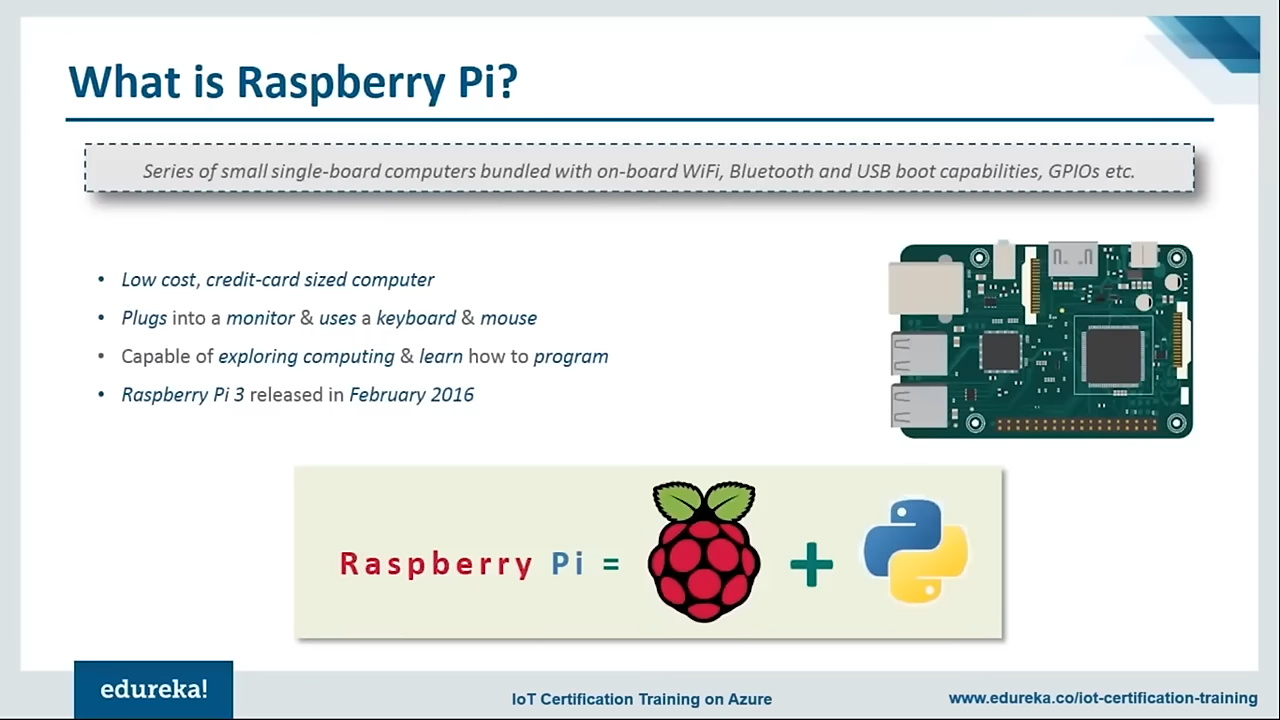 What is Raspberry Pi?
Series of small single-board computers bundled with on-board WiFi, Bluetooth and USB boot capabilities, GPIOs etc.
• Low cost, credit-card sized computer
• Plugs into a monitor & uses a keyboard & mouse
• Capable of exploring computing & learn how to program
• Raspberry Pi 3 released in February 2016
Raspberry Pi = +
edureka!
IoT Certification Training on Azure
www.edureka.co/iot-certification-training